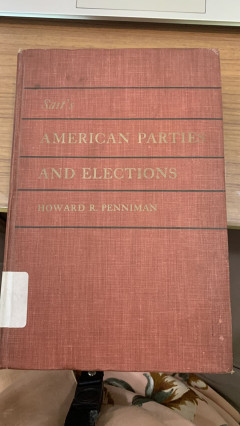 Sait's
AMERICAN PARTIES
AND ELECTIONS
HOWARD R. PENNIMAN